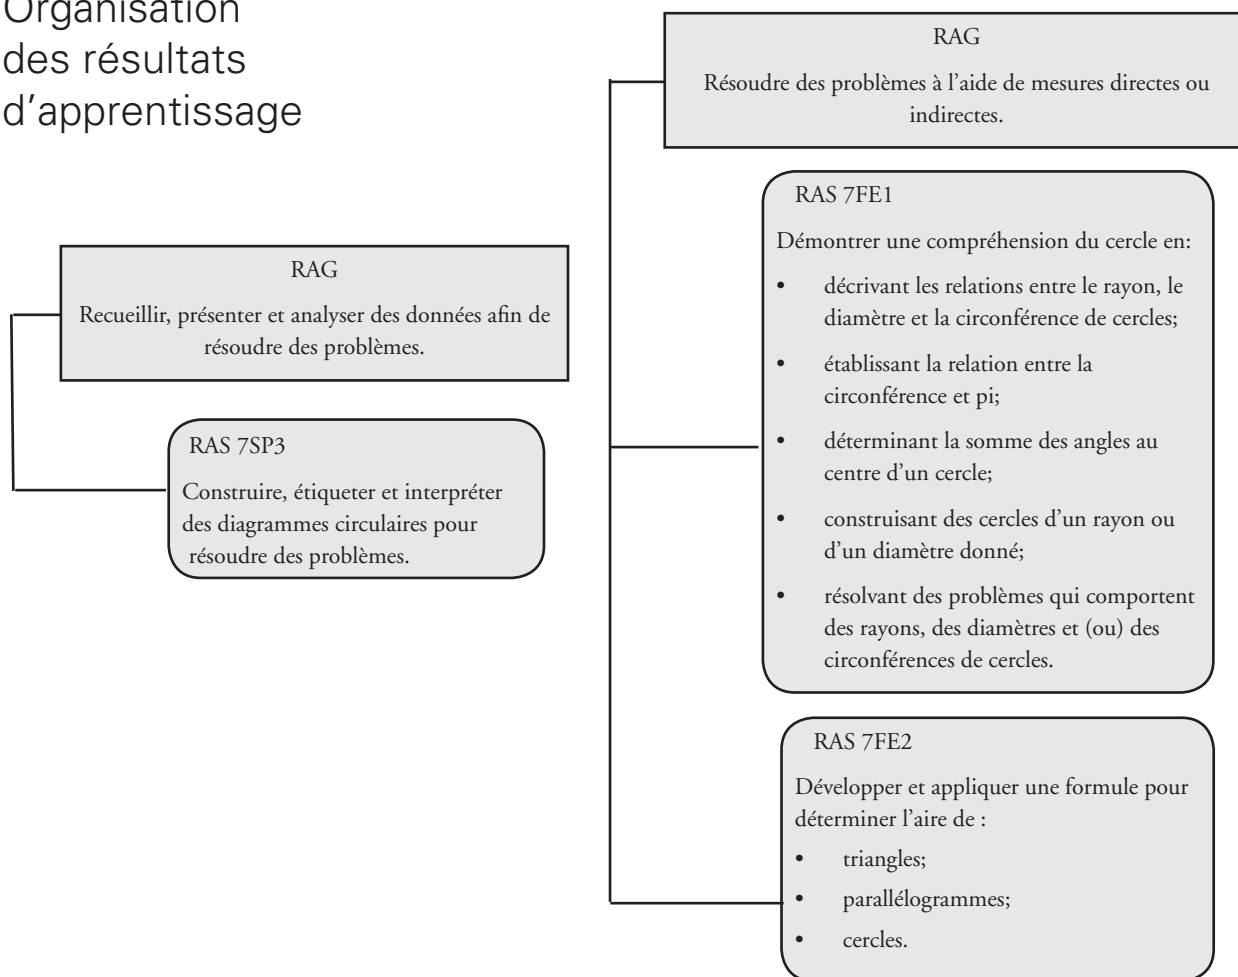 Organisation
des résultats
d'apprentissage
RAG
Recueillir, présenter et analyser des données afin de
résoudre des problèmes.
RAS 7SP3
Construire, étiqueter et interpréter
des diagrammes circulaires pour
résoudre des problèmes.
RAG
Résoudre des problèmes à l'aide de mesures directes ou
indirectes.
RAS 7FE1
Démontrer une compréhension du cercle en:
• décrivant les relations entre le rayon, le
diamètre et la circonférence de cercles;
• établissant la relation entre la
circonférence et pi;
• déterminant la somme des angles au
centre d'un cercle;
• construisant des cercles d'un rayon ou
d'un diamètre donné;
• résolvant des problèmes qui comportent
des rayons, des diamètres et (ou) des
circonférences de cercles.
RAS 7FE2
Développer et appliquer une formule pour
déterminer l'aire de :
• triangles;
• parallélogrammes;
• cercles.